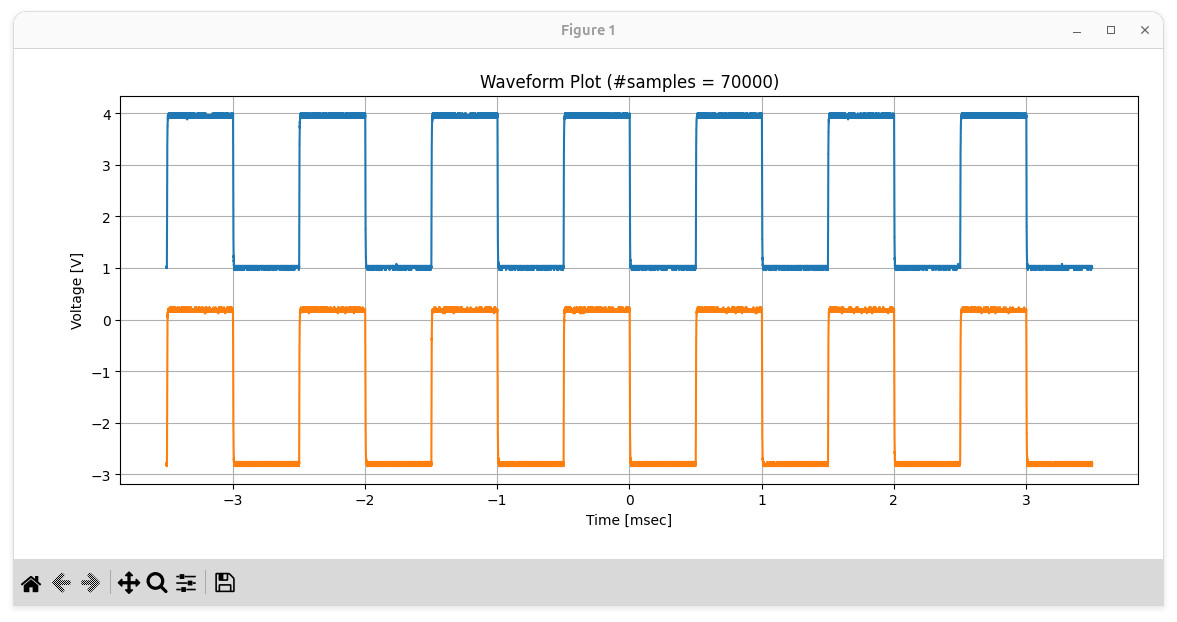 Figure 1
Waveform Plot (#samples = 70000)
4
3
2
1
0
−1
−2
−3
Voltage [V]
−3 −2 −1 0 1 2 3
Time [msec]